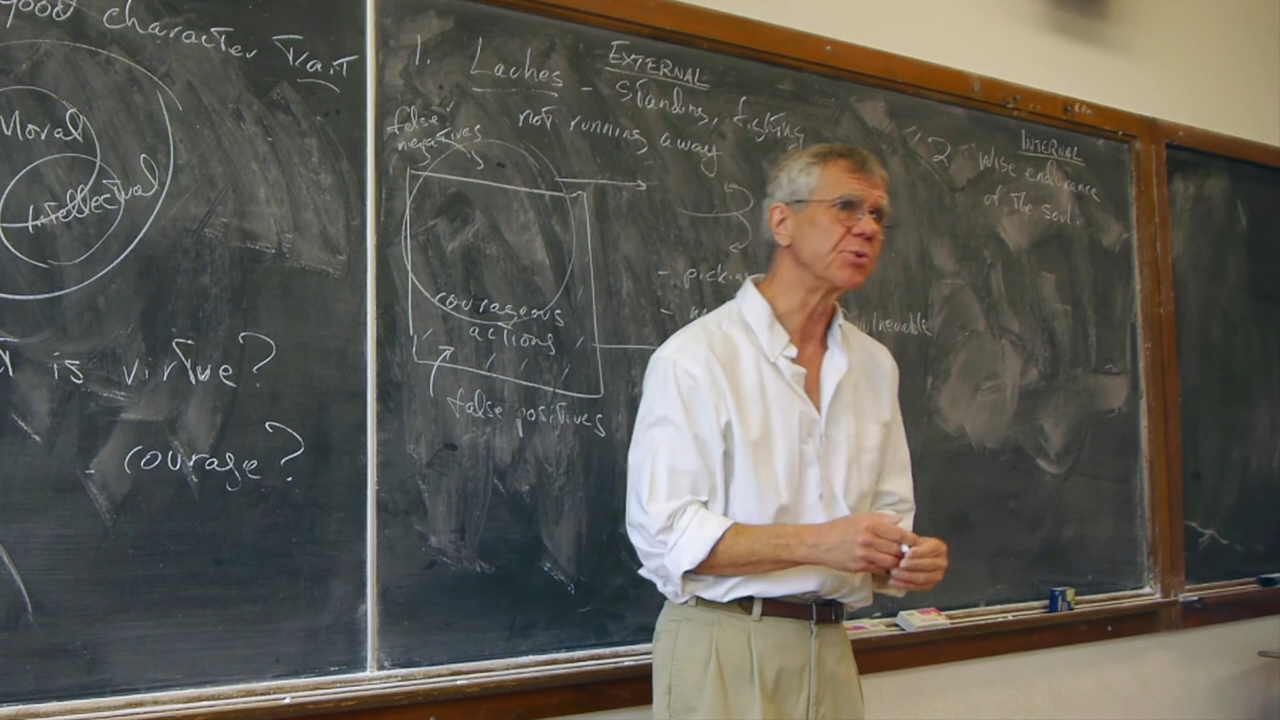 good character Trait
Moral
Intellectual
is virtue?
- courage?
1. Laches - Standing, fighting
EXTERNAL
not running away
false
negatives
courageous
actions
false positives
vulnerable
INTERNAL
2 Wise endurance
of the soul.